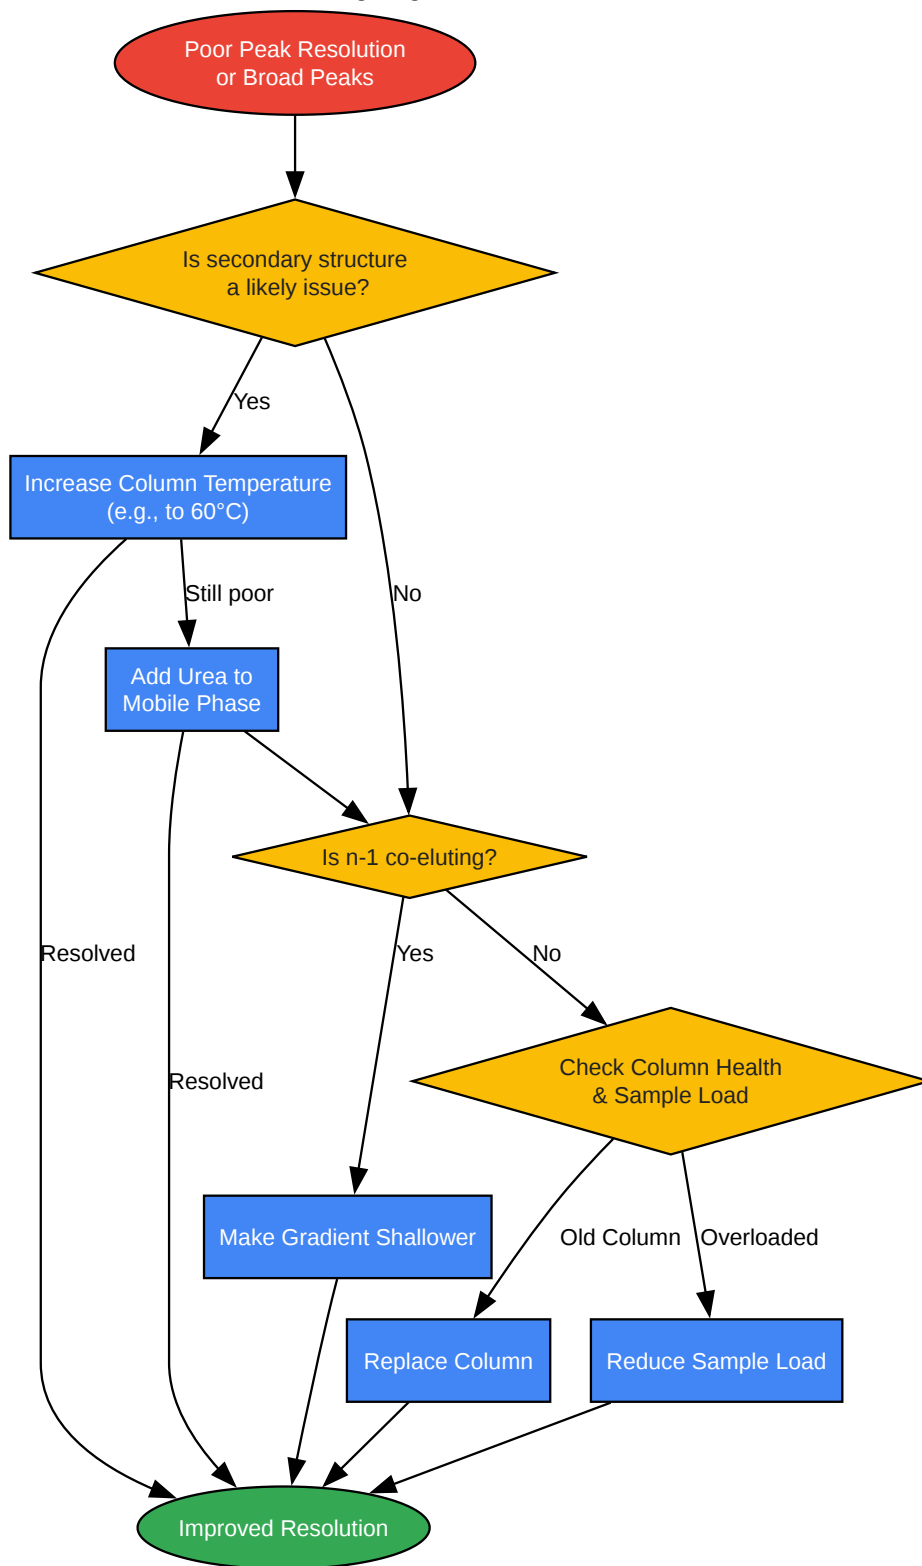 Poor Peak Resolution
or Broad Peaks
Is secondary structure
a likely issue?
Yes
Increase Column Temperature
(e.g., to 60°C)
Still poor
No
Add Urea to
Mobile Phase
Is n-1 co-eluting?
Resolved
Yes
No
Check Column Health
& Sample Load
Resolved
Make Gradient Shallower
Old Column
Overloaded
Replace Column
Reduce Sample Load
Improved Resolution